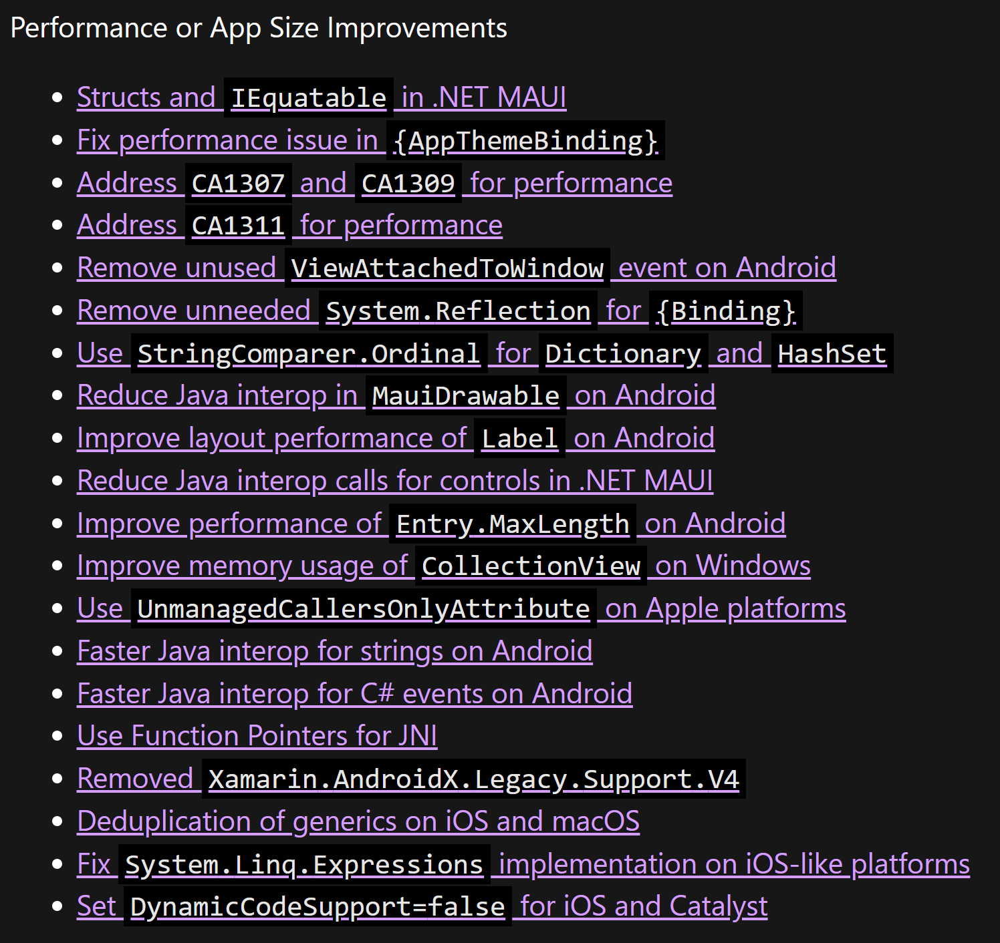 Performance or App Size Improvements
Structs and IEquatable in .NET MAUI
Fix performance issue in {AppThemeBinding}
Address CA1307 and CA1309 for performance
Address CA1311 for performance
Remove unused ViewAttachedToWindow event on Android
Remove unneeded System.Reflection for {Binding}
Use StringComparer.Ordinal for Dictionary and HashSet
Reduce Java interop in MauiDrawable on Android
Improve layout performance of Label on Android
Reduce Java interop calls for controls in .NET MAUI
Improve performance of Entry.MaxLength on Android
Improve memory usage of CollectionView on Windows
Use UnmanagedCallersOnlyAttribute on Apple platforms
Faster Java interop for strings on Android
Faster Java interop for C# events on Android
Use Function Pointers for JNI
Removed Xamarin.AndroidX.Legacy.Support.V4
Deduplication of generics on iOS and macOS
Fix System.Linq.Expressions implementation on iOS-like platforms
Set DynamicCodeSupport=false for iOS and Catalyst